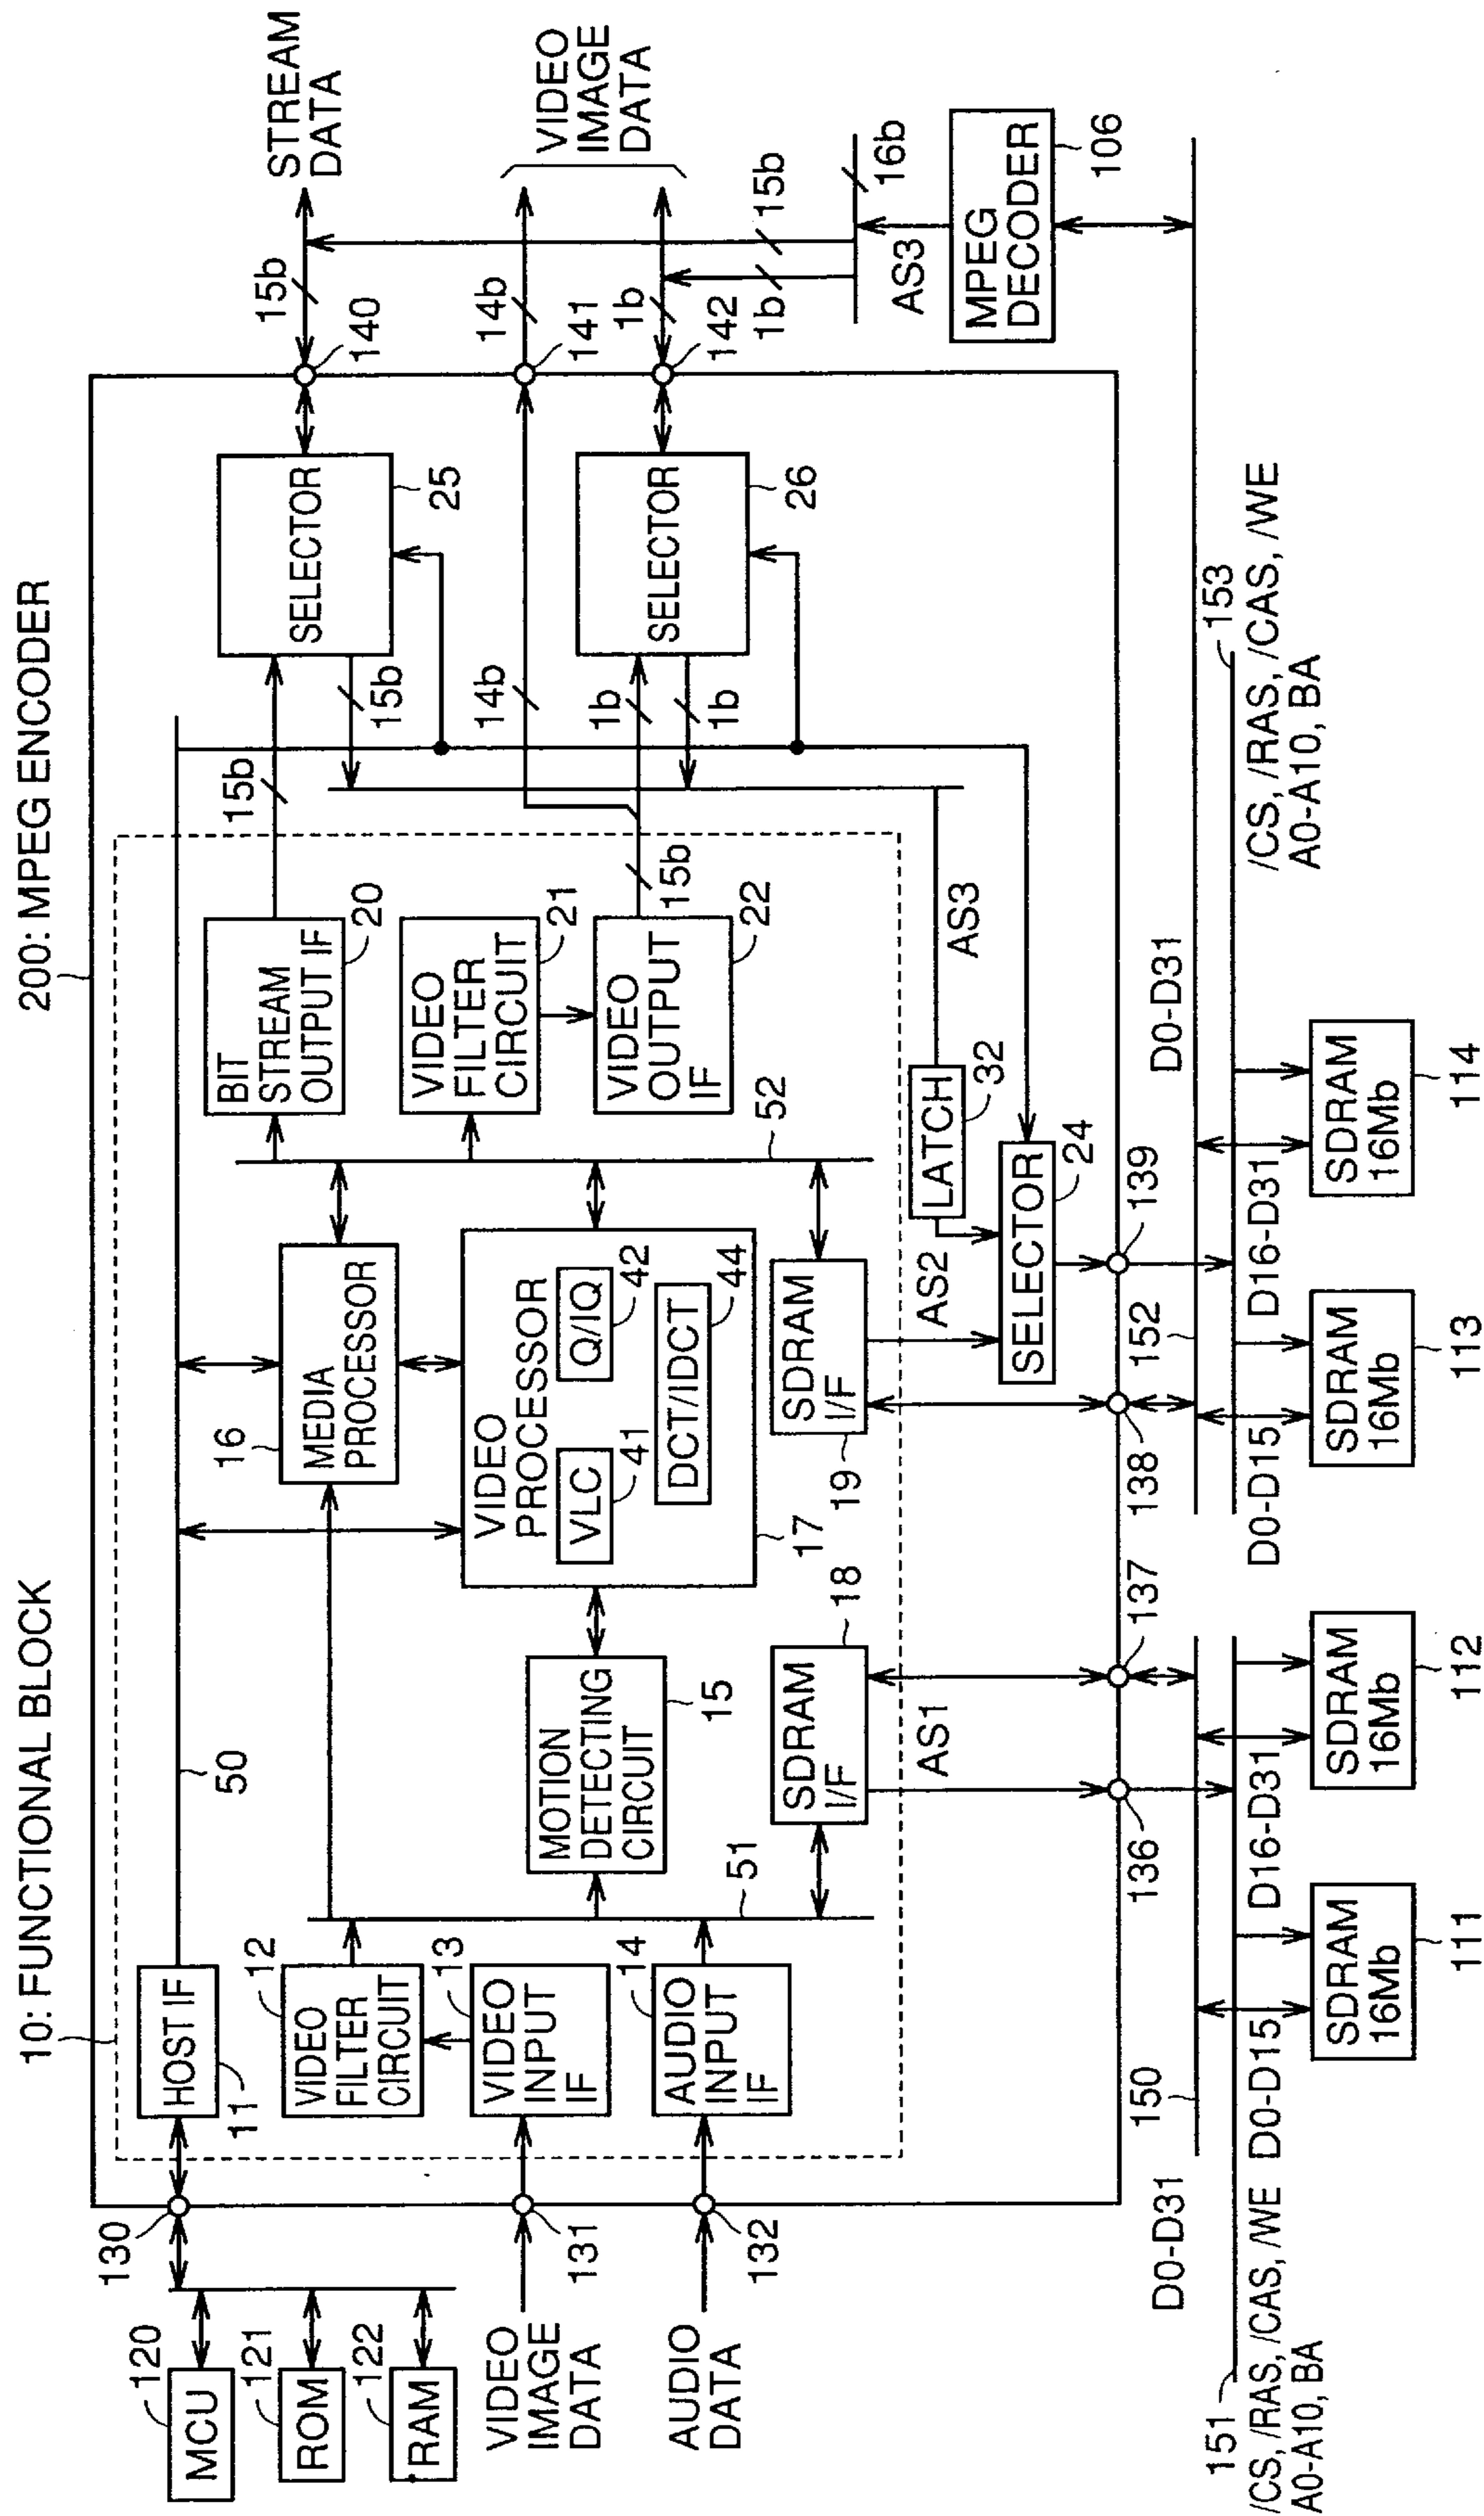 200: MPEG ENCODER
10: FUNCTIONAL BLOCK
120
MCU
121
ROM
122
RAM
VIDEO
IMAGE
DATA
AUDIO
DATA
130
131
132
HOST IF
11
12
VIDEO
FILTER
CIRCUIT
13
VIDEO
INPUT
IF
14
AUDIO
INPUT
IF
50
51
MOTION
DETECTING
CIRCUIT
15
16
MEDIA
PROCESSOR
VIDEO
PROCESSOR
VLC
41
Q/IQ
42
DCT/IDCT
44
17
SDRAM
I/F
18
AS1
SDRAM
I/F
19
AS2
52
BIT
STREAM
OUTPUT IF
20
VIDEO
FILTER
CIRCUIT
21
VIDEO
OUTPUT
IF
22
15b
15b
LATCH
32
AS3
SELECTOR
24
SELECTOR
25
15b
14b
1b
1b
SELECTOR
26
140
15b
STREAM
DATA
141
14b
142
1b
1b
VIDEO
IMAGE
DATA
15b
16b
AS3
MPEG
DECODER
106
136
137
138
139
D0-D31
150
151
/CS, /RAS, /CAS, /WE
A0-A10, BA
D0-D15
SDRAM
16Mb
111
D16-D31
SDRAM
16Mb
112
152
D0-D31
D0-D15
SDRAM
16Mb
113
D16-D31
SDRAM
16Mb
114
153
/CS, /RAS, /CAS, /WE
A0-A10, BA